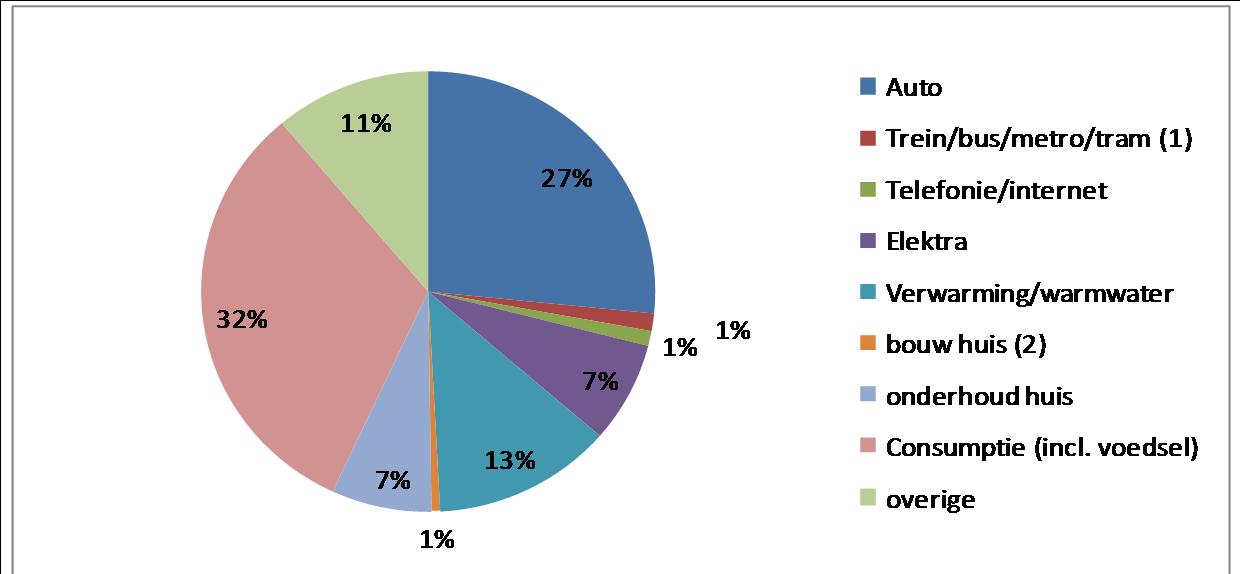 11%
27%
32%
1%
1%
7%
13%
7%
1%
Auto
Trein/bus/metro/tram (1)
Telefonie/internet
Elektra
Verwarming/warmwater
bouw huis (2)
onderhoud huis
Consumptie (incl. voedsel)
overige